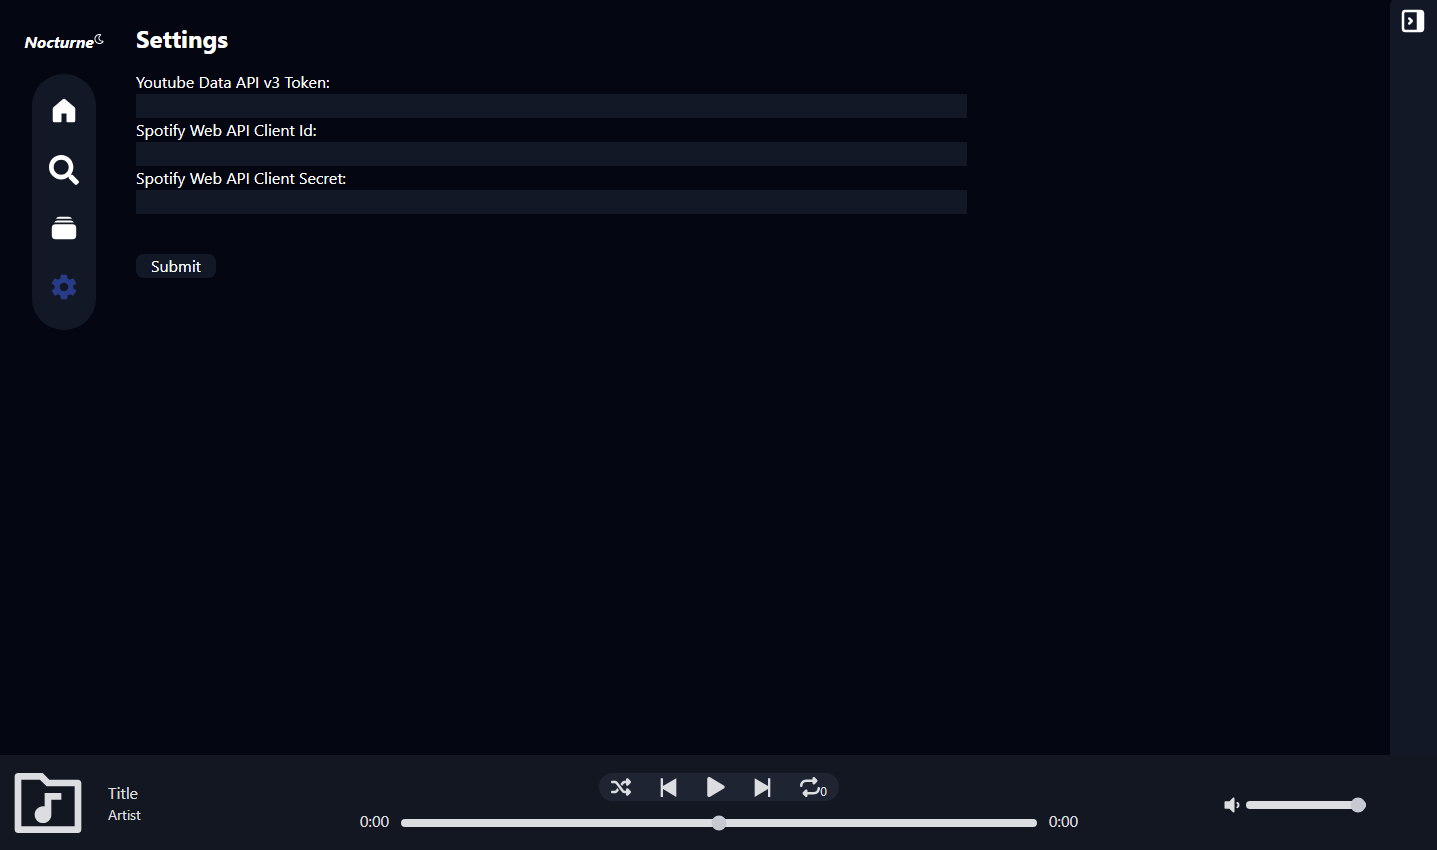 Nocturne
Settings
Youtube Data API v3 Token:
Spotify Web API Client Id:
Spotify Web API Client Secret:
Submit
Title
Artist
0
0:00
0:00